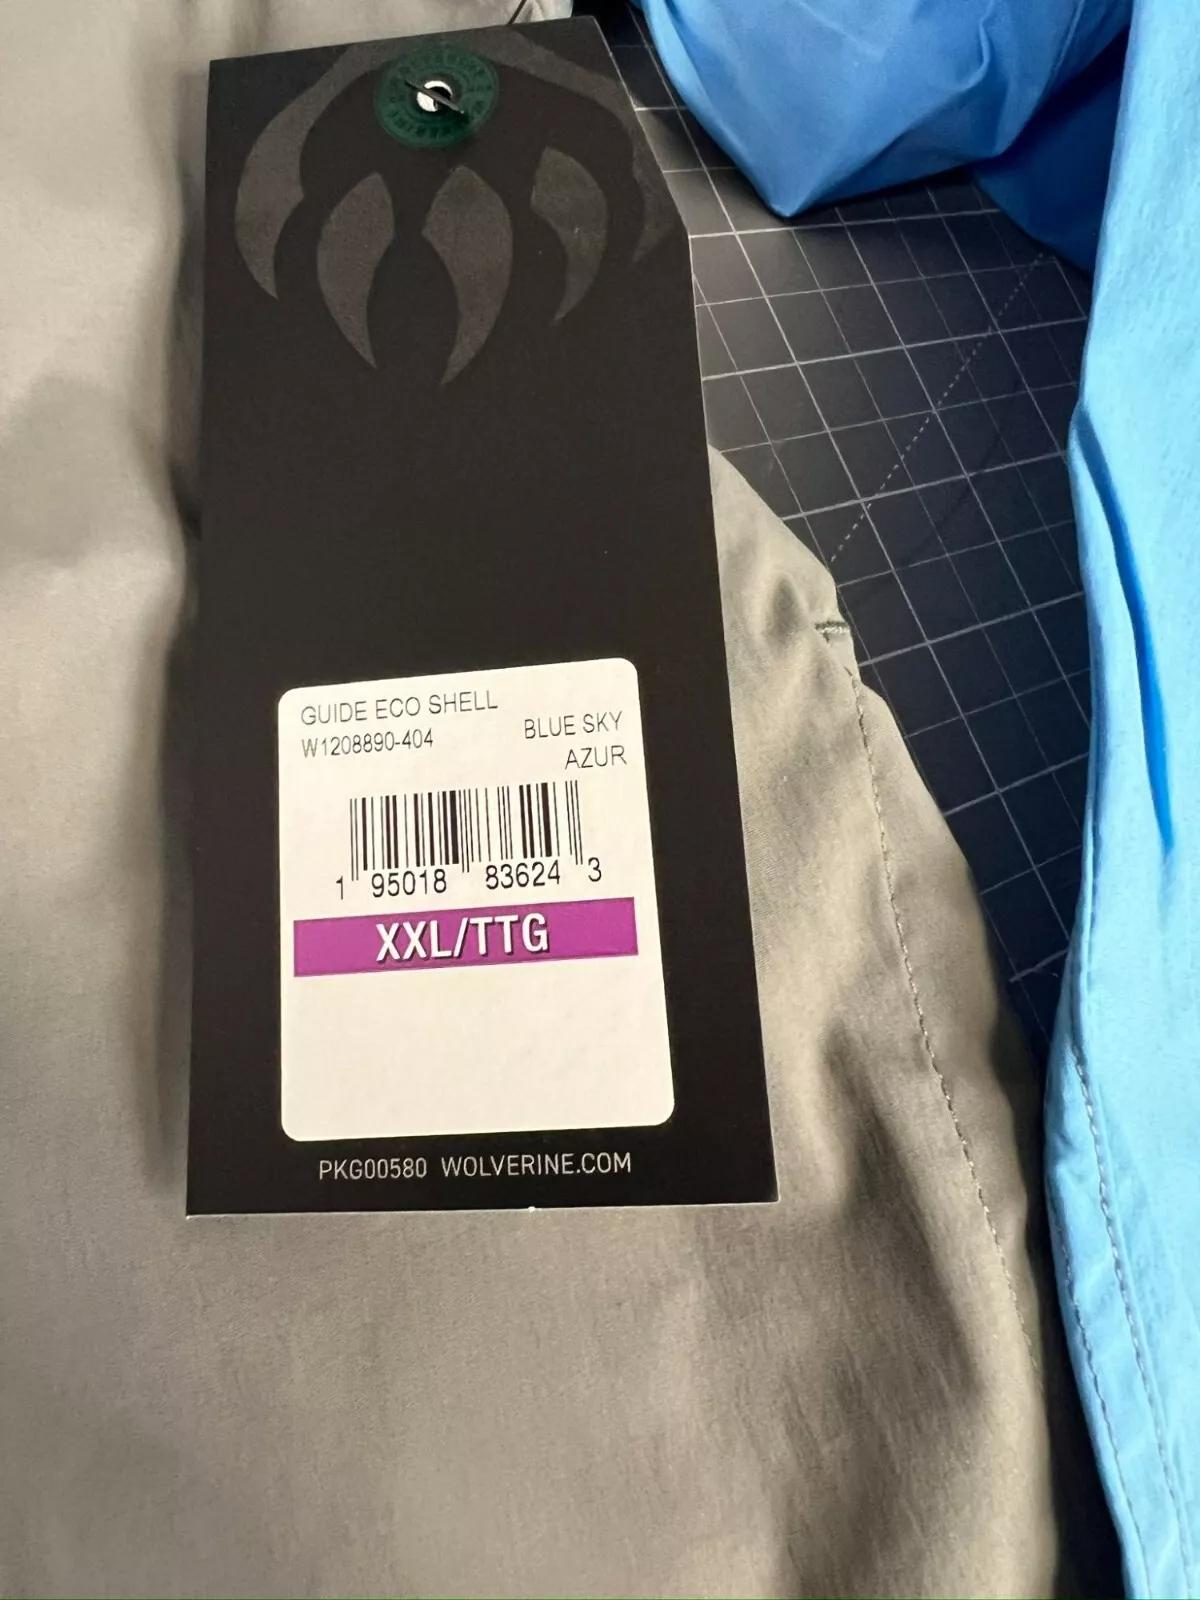 GUIDE ECO SHELL
W1208890-404
BLUE SKY
AZUR
1 95018 83624 3
XXL/TTG
PKG00580 WOLVERINE.COM